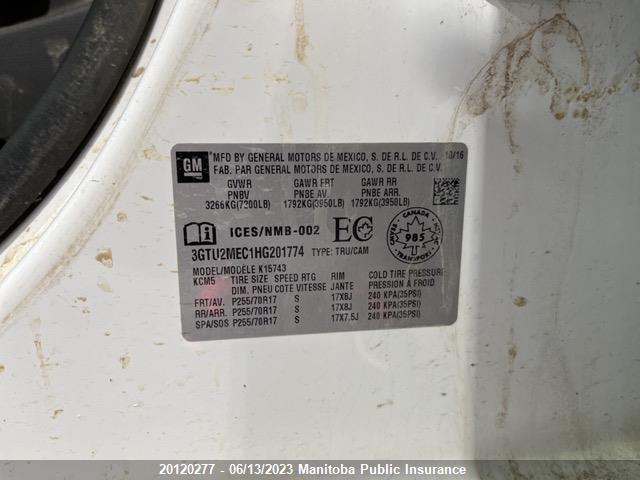 GM
MFD BY GENERAL MOTORS DE MEXICO, S. DE R.L. DE C.V. 10/16
FAB. PAR GENERAL MOTORS DE MEXICO, S. DE R.L. DE C.V.
GVWR GAWR FRT GAWR RR
PNBV PNBE AV. PNBE ARR.
3266KG(7200LB) 1792KG(3950LB) 1792KG(3950LB)
ICES/NMB-002 EC
CANADA
985
TRANSPORT
3GTU2MEC1HG201774 TYPE: TRU/CAM
MODEL/MODÈLE K15743
KCM5 TIRE SIZE SPEED RTG RIM COLD TIRE PRESSURE
DIM. PNEU COTE VITESSE JANTE PRESSION A FROID
FRT/AV. P255/70R17 S 17X8J 240 KPA(35PSI)
RR/ARR. P255/70R17 S 17X8J 240 KPA(35PSI)
SPA/SOS P255/70R17 S 17X7.5J 240 KPA(35PSI)
20120277 - 06/13/2023 Manitoba Public Insurance